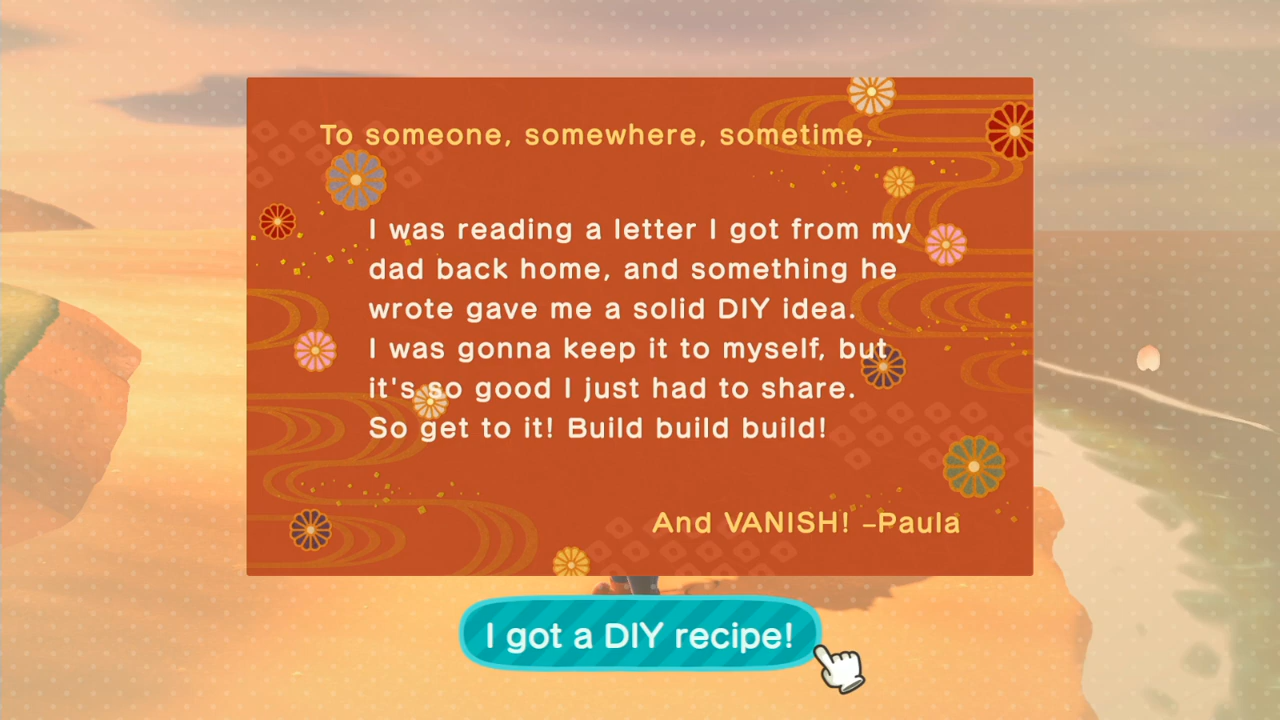 To someone, somewhere, sometime,
I was reading a letter I got from my
dad back home, and something he
wrote gave me a solid DIY idea.
I was gonna keep it to myself, but
it's so good I just had to share.
So get to it! Build build build!
And VANISH! –Paula
I got a DIY recipe!